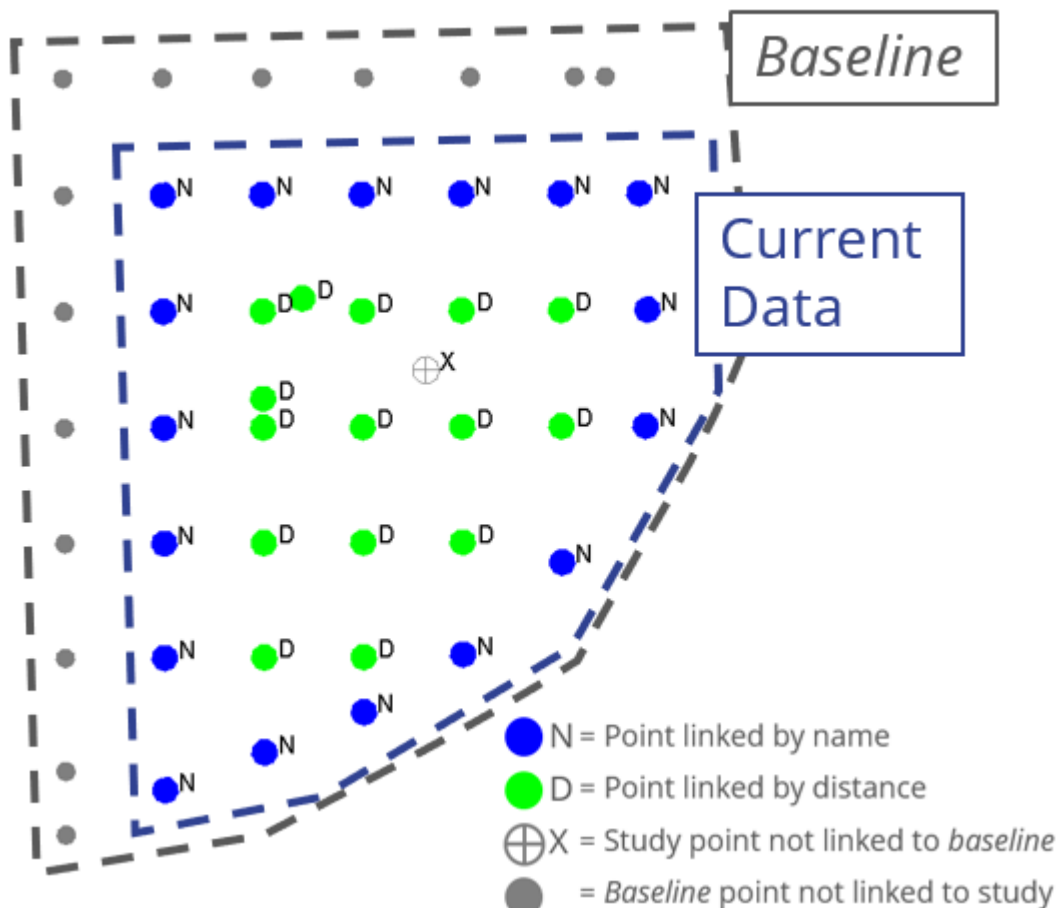 Baseline
N N N N N N
Current
Data
D D D D D N
N
X
D
N D D D D N
N D D D N
N D D N
N
N
N
N = Point linked by name
D = Point linked by distance
X = Study point not linked to baseline
= Baseline point not linked to study